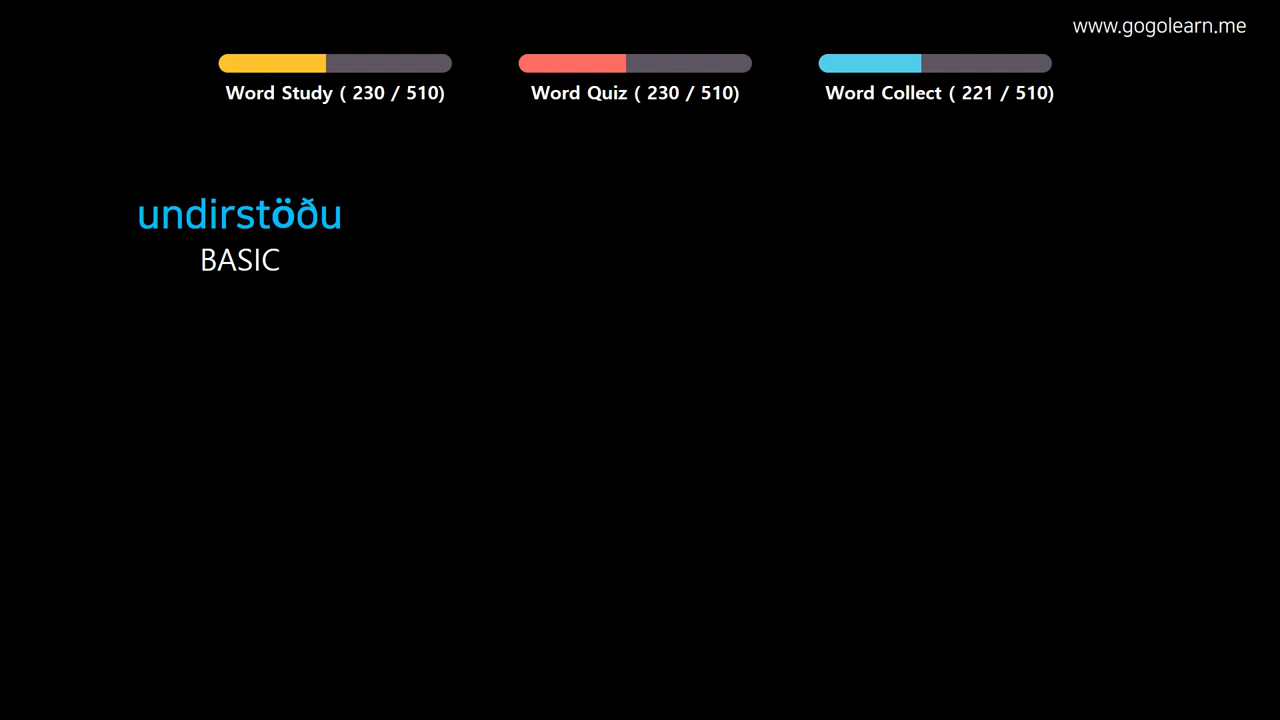 www.gogolearn.me
Word Study ( 230 / 510)
Word Quiz ( 230 / 510)
Word Collect ( 221 / 510)
undirstöðu
BASIC